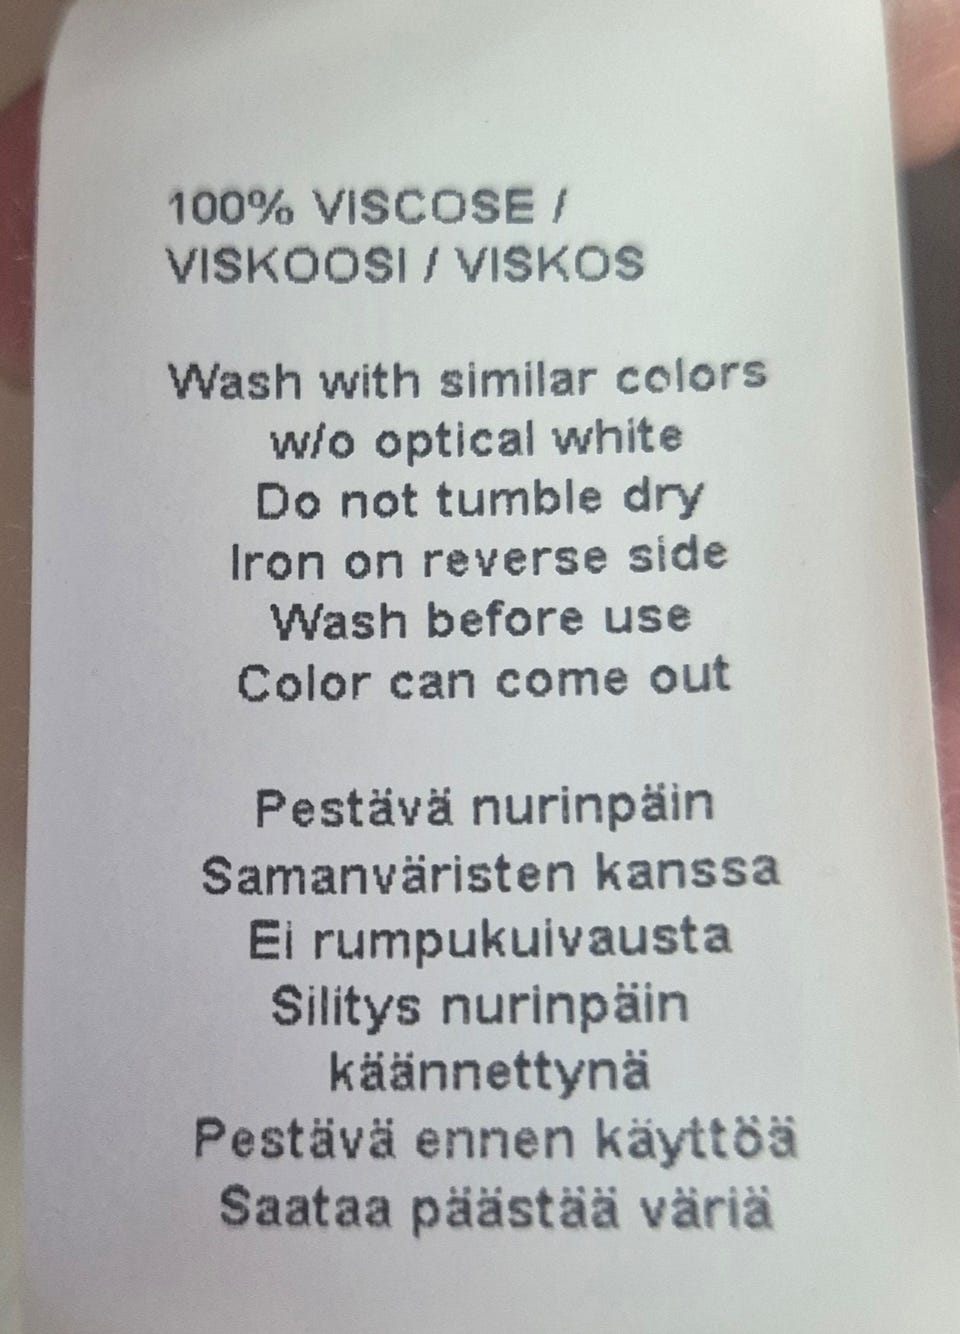 100% VISCOSE /
VISKOOSI / VISKOS
Wash with similar colors
w/o optical white
Do not tumble dry
Iron on reverse side
Wash before use
Color can come out
Pestävä nurinpäin
Samanväristen kanssa
Ei rumpukuivausta
Silitys nurinpäin
käännettynä
Pestävä ennen käyttöä
Saataa päästää väriä